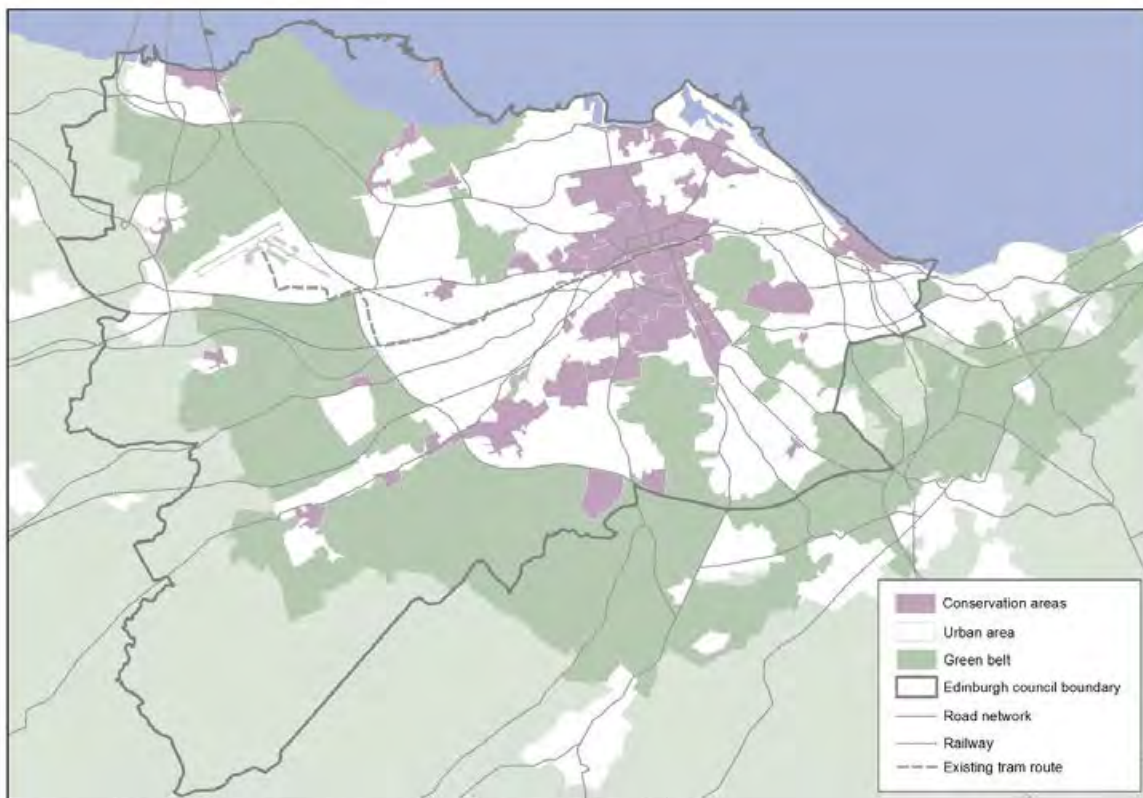 Conservation areas
Urban area
Green belt
Edinburgh council boundary
Road network
Railway
Existing tram route